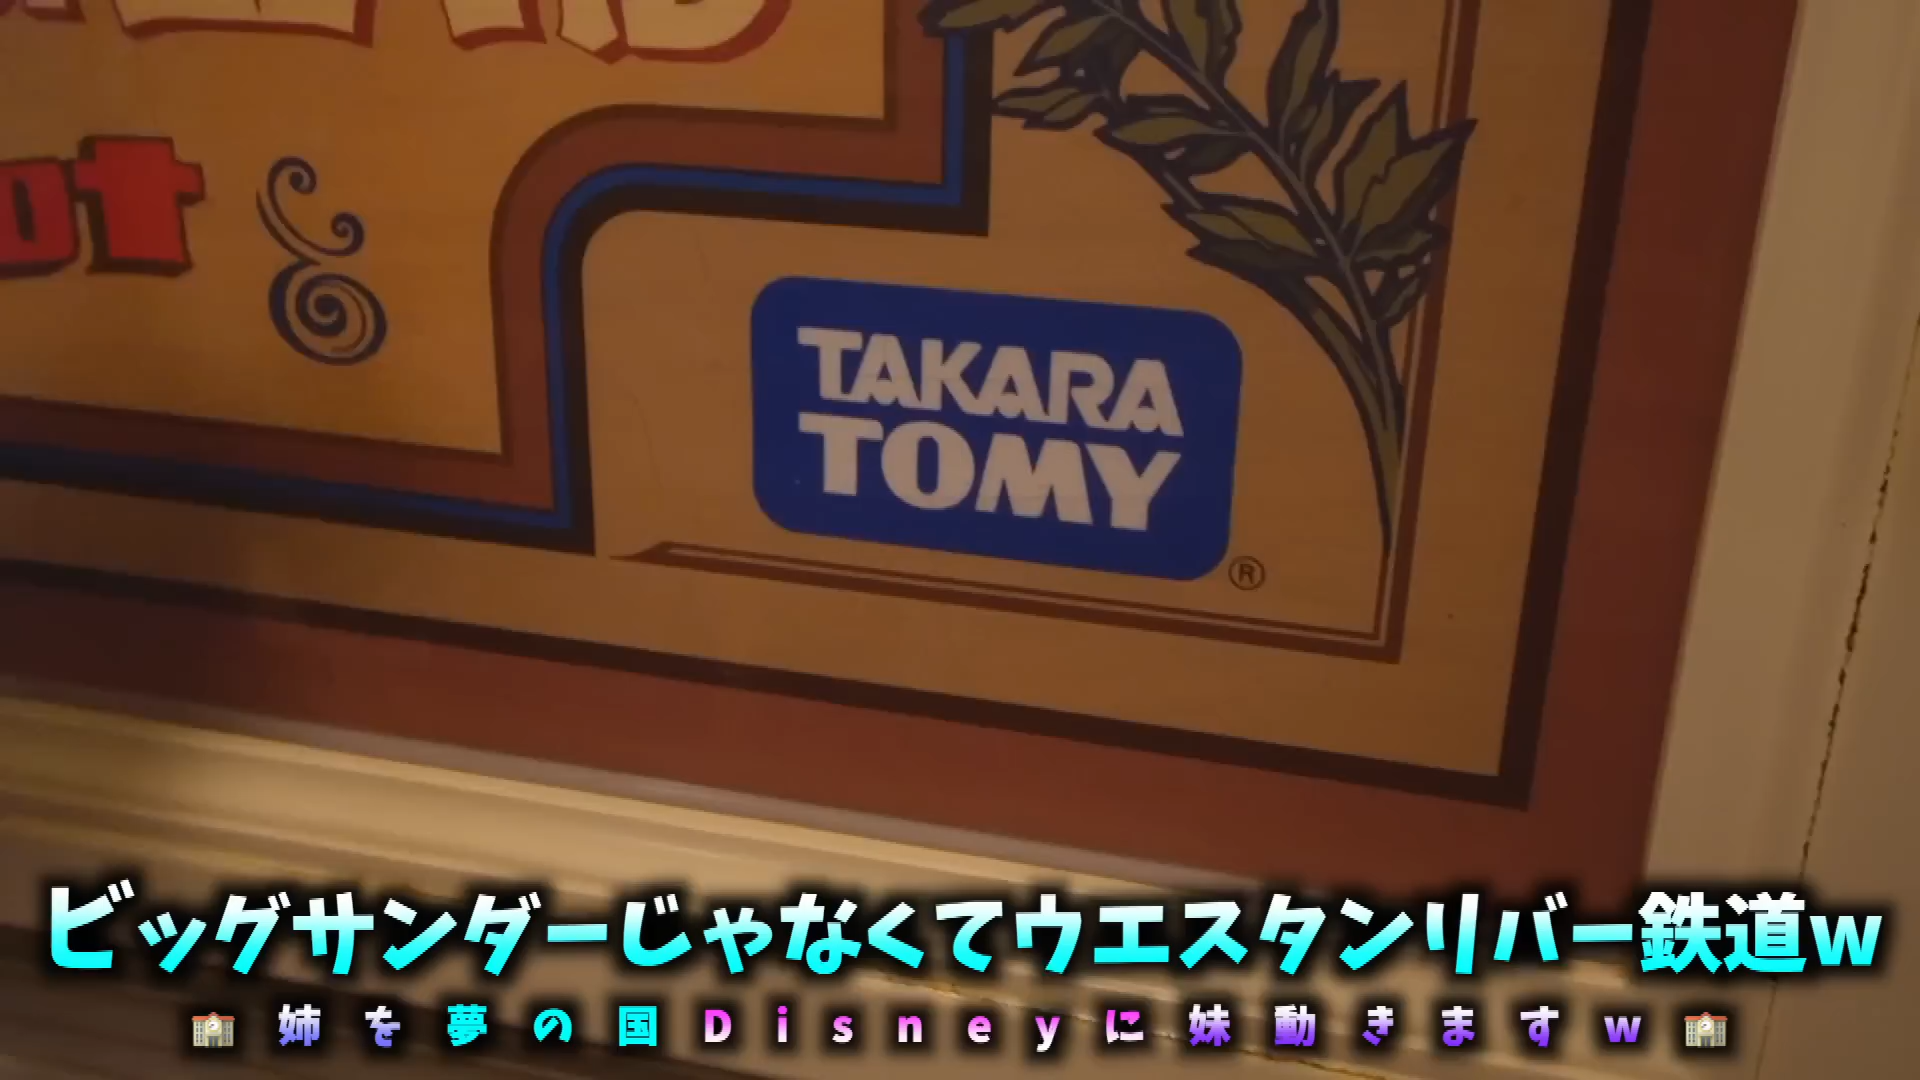 ot
TAKARA
TOMY
®
ビッグサンダーじゃなくてウエスタンリバー鉄道w
🏫姉を夢の国Disneyに妹動きますw🏫